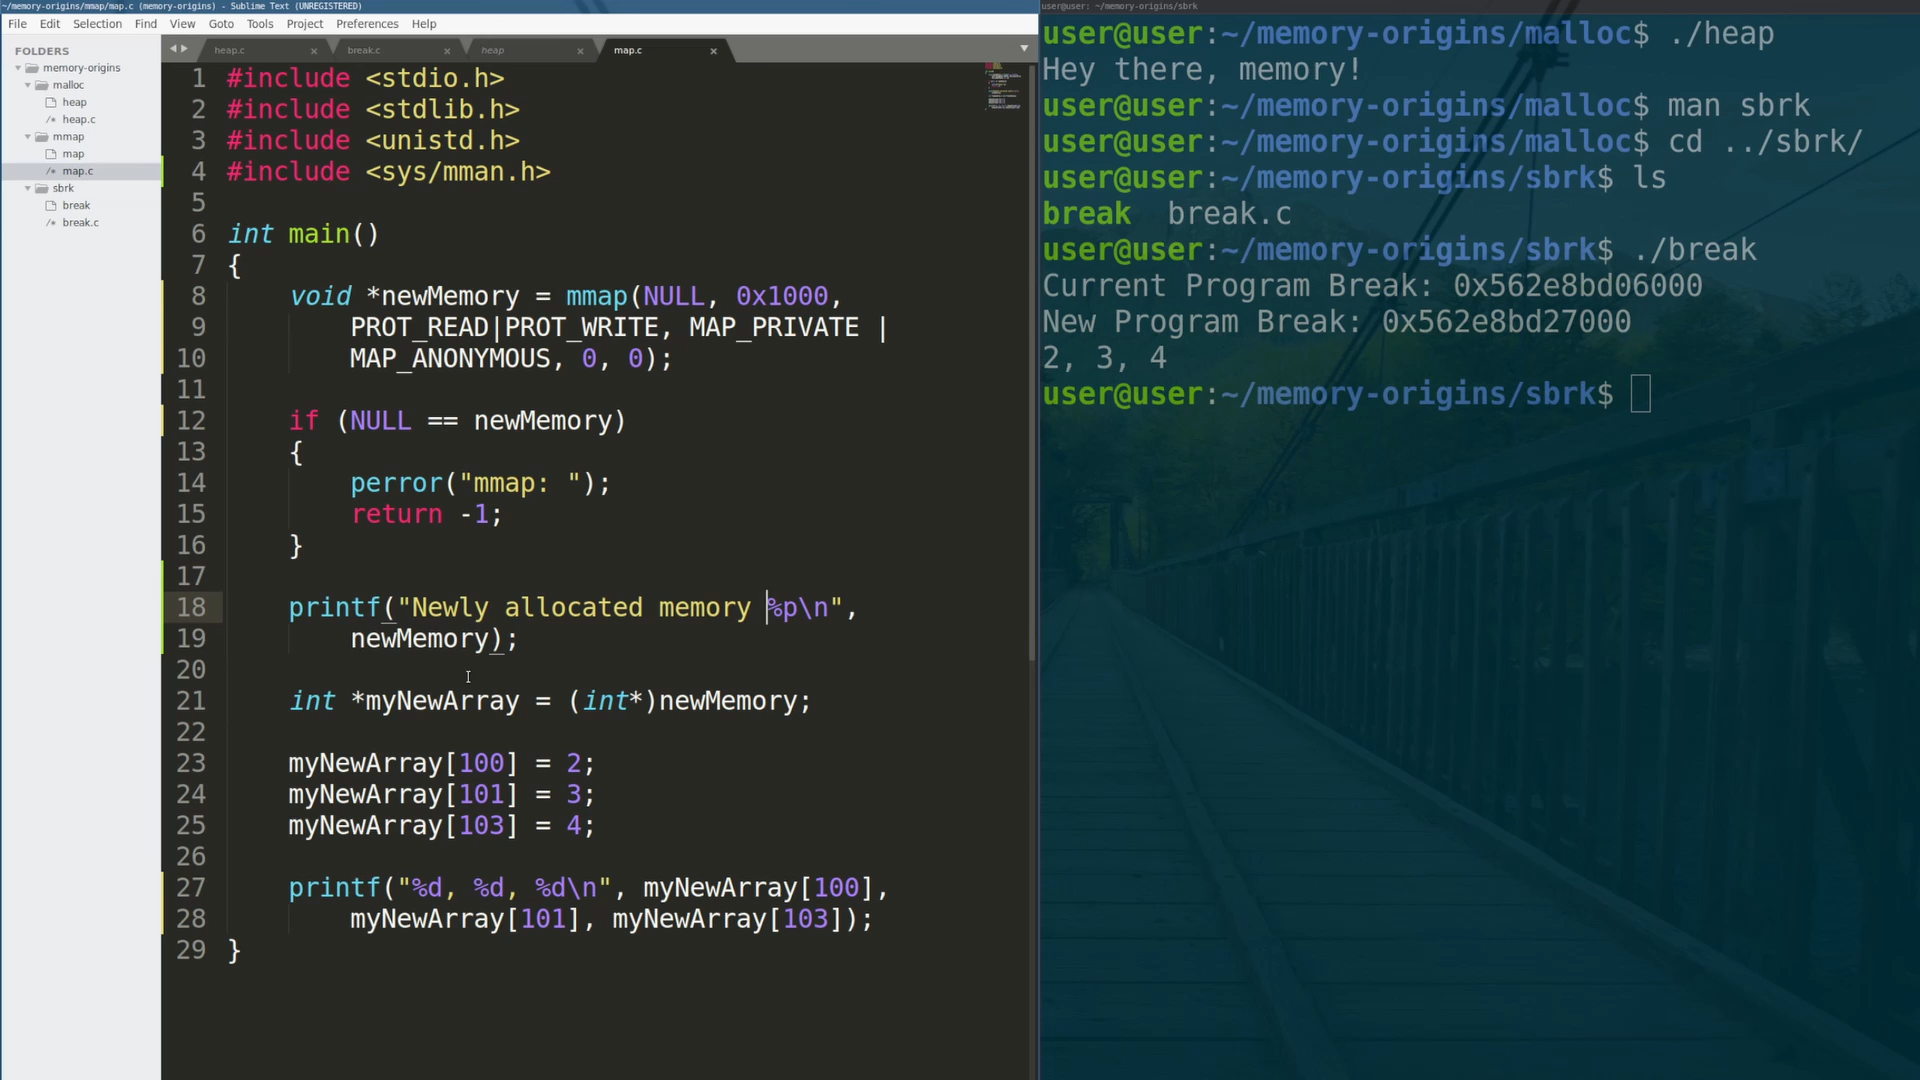 ~/memory-origins/mmap/map.c (memory-origins) - Sublime Text (UNREGISTERED)
File Edit Selection Find View Goto Tools Project Preferences Help
FOLDERS
memory-origins
malloc
heap
heap.c
mmap
map
map.c
sbrk
break
break.c
heap.c break.c heap map.c
1 #include <stdio.h>
2 #include <stdlib.h>
3 #include <unistd.h>
4 #include <sys/mman.h>
5
6 int main()
7 {
8 void *newMemory = mmap(NULL, 0x1000,
9 PROT_READ|PROT_WRITE, MAP_PRIVATE |
10 MAP_ANONYMOUS, 0, 0);
11
12 if (NULL == newMemory)
13 {
14 perror("mmap: ");
15 return -1;
16 }
17
18 printf("Newly allocated memory %p\n",
19 newMemory);
20
21 int *myNewArray = (int*)newMemory;
22
23 myNewArray[100] = 2;
24 myNewArray[101] = 3;
25 myNewArray[103] = 4;
26
27 printf("%d, %d, %d\n", myNewArray[100],
28 myNewArray[101], myNewArray[103]);
29 }
user@user: ~/memory-origins/sbrk
user@user:~/memory-origins/malloc$ ./heap
Hey there, memory!
user@user:~/memory-origins/malloc$ man sbrk
user@user:~/memory-origins/malloc$ cd ../sbrk/
user@user:~/memory-origins/sbrk$ ls
break break.c
user@user:~/memory-origins/sbrk$ ./break
Current Program Break: 0x562e8bd06000
New Program Break: 0x562e8bd27000
2, 3, 4
user@user:~/memory-origins/sbrk$